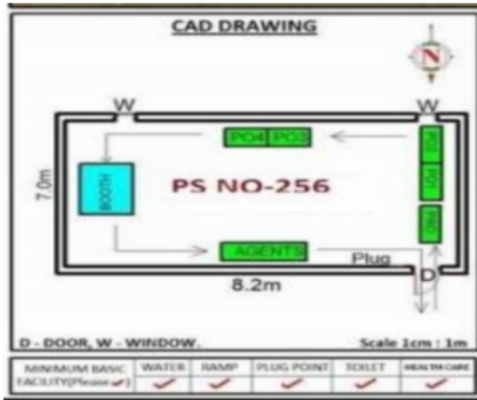 CAD DRAWING
N
W W
PO4 PO3
PO2
PO1
BOOTH
7.0m
PS NO-256
PRO
AGENTS
Plug
D
8.2m
D - DOOR, W - WINDOW.
Scale 1cm : 1m
MINIMUM BASIC FACILITY(Please ✓) WATER RAMP PLUG POINT TOILET HEALTH CARE